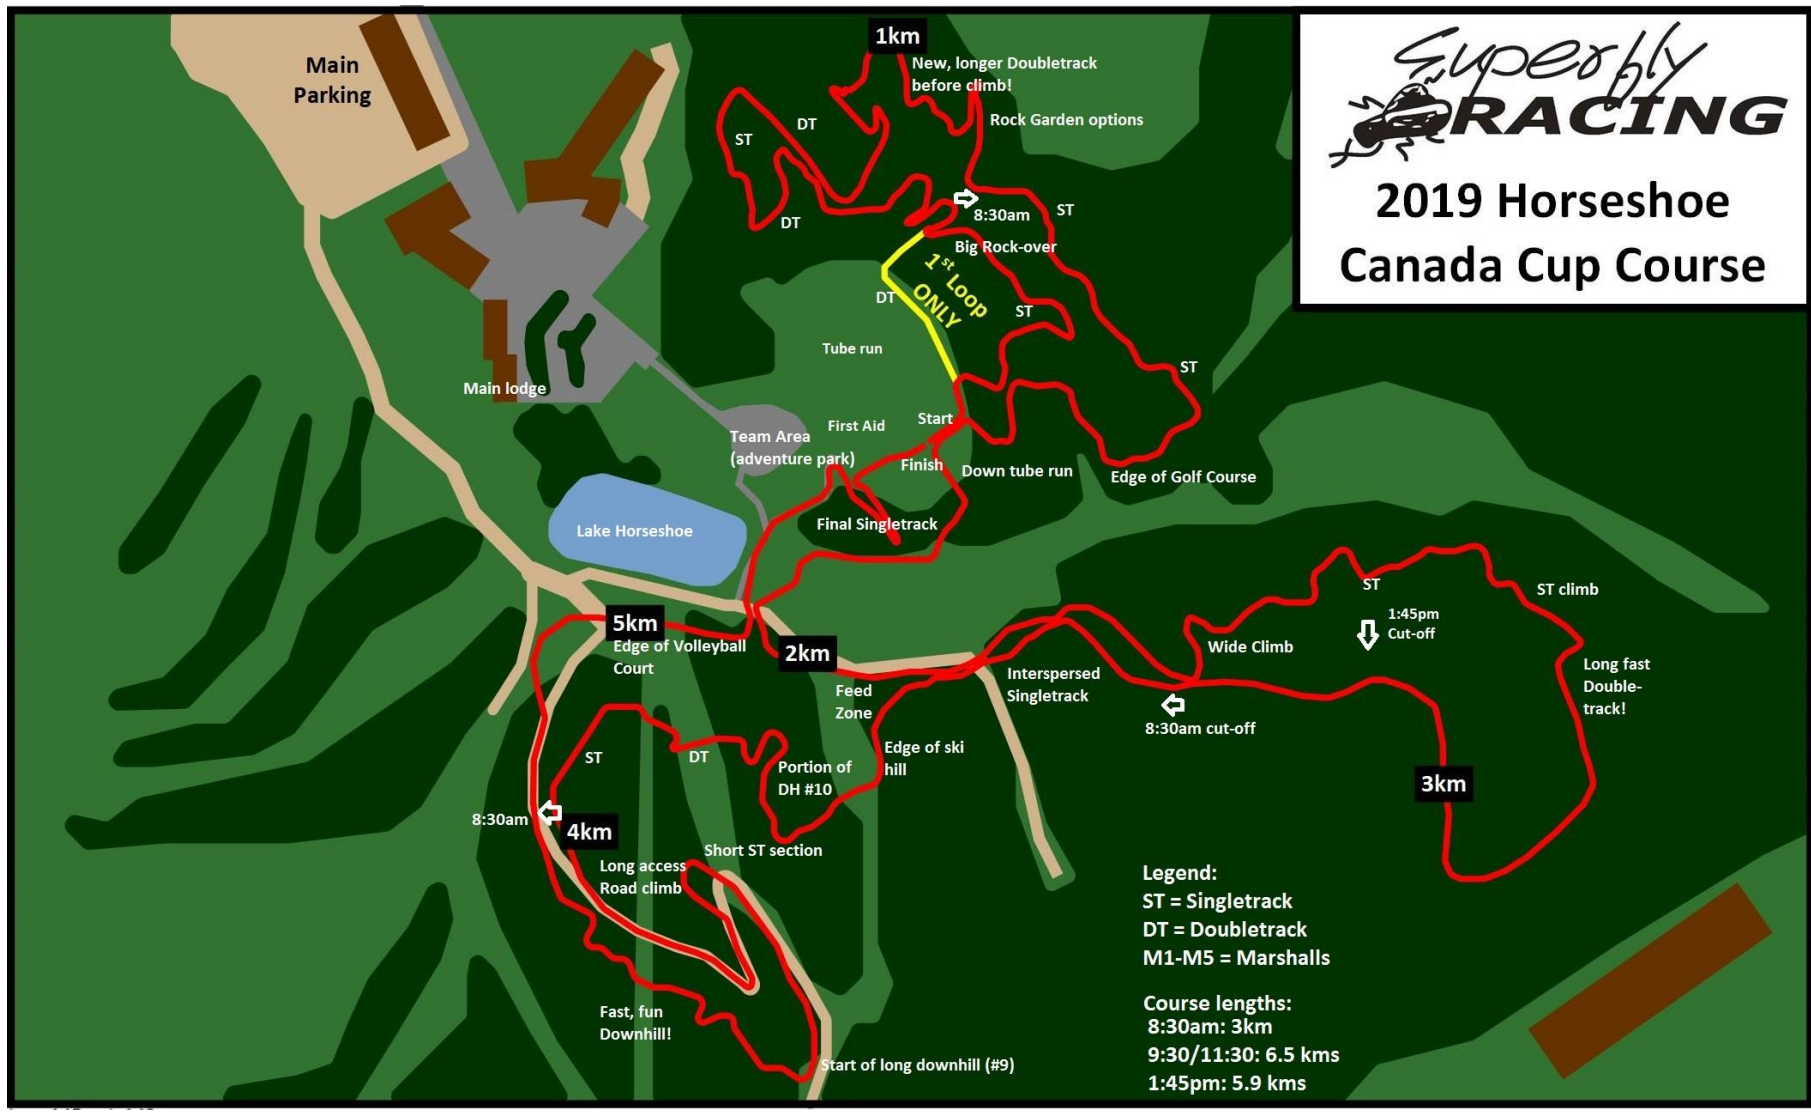 Superfly
RACING
2019 Horseshoe
Canada Cup Course
Main
Parking
1km
New, longer Doubletrack
before climb!
Rock Garden options
DT
ST
DT
8:30am
ST
Big Rock-over
1st Loop
ONLY
DT
ST
Tube run
ST
Main lodge
Start
First Aid
Team Area
(adventure park)
Finish
Down tube run
Edge of Golf Course
Final Singletrack
Lake Horseshoe
ST
ST climb
1:45pm
Cut-off
5km
Edge of Volleyball
Court
2km
Wide Climb
Interspersed
Singletrack
Long fast
Double-
track!
Feed
Zone
8:30am cut-off
Edge of ski
hill
ST
DT
Portion of
DH #10
3km
8:30am
4km
Short ST section
Long access
Road climb
Fast, fun
Downhill!
Start of long downhill (#9)
Legend:
ST = Singletrack
DT = Doubletrack
M1-M5 = Marshalls
Course lengths:
8:30am: 3km
9:30/11:30: 6.5 kms
1:45pm: 5.9 kms